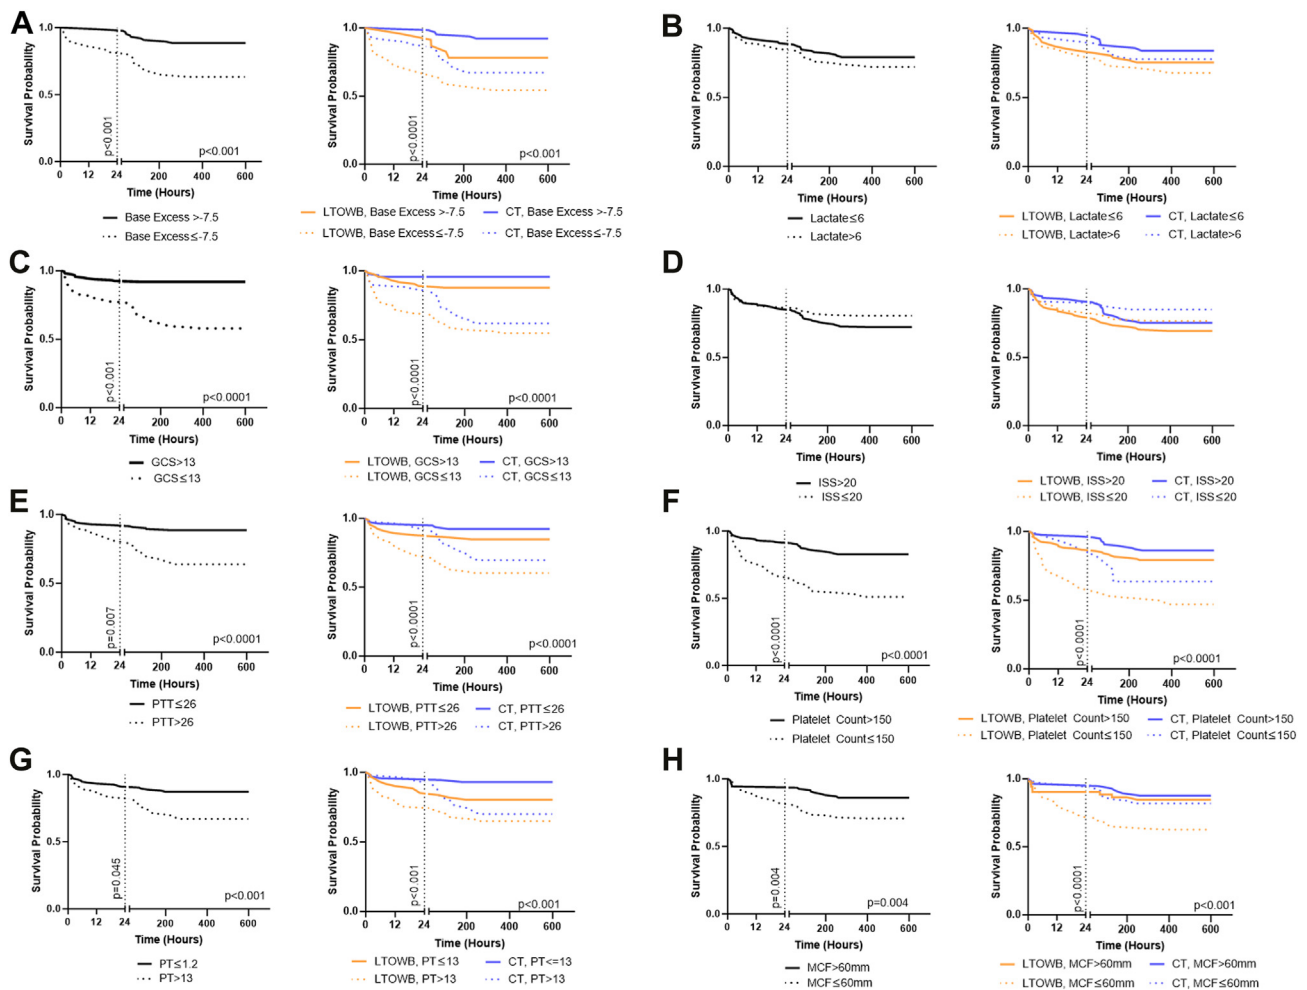 A
Survival Probability
1.0
0.5
0.0
p<0.001
p<0.001
0 12 24 200 400 600
Time (Hours)
Base Excess >-7.5
Base Excess≤-7.5
Survival Probability
1.0
0.5
0.0
p<0.0001
p<0.001
0 12 24 200 400 600
Time (Hours)
LTOWB, Base Excess >-7.5 CT, Base Excess >-7.5
LTOWB, Base Excess≤-7.5 CT, Base Excess≤-7.5
B
Survival Probability
1.0
0.5
0.0
0 12 24 200 400 600
Time (Hours)
Lactate≤6
Lactate>6
Survival Probability
1.0
0.5
0.0
0 12 24 200 400 600
Time (Hours)
LTOWB, Lactate≤6 CT, Lactate≤6
LTOWB, Lactate>6 CT, Lactate>6
C
Survival Probability
1.0
0.5
0.0
p<0.001
p<0.0001
0 12 24 200 400 600
Time (Hours)
GCS>13
GCS≤13
Survival Probability
1.0
0.5
0.0
p<0.0001
p<0.0001
0 12 24 200 400 600
Time (Hours)
LTOWB, GCS>13 CT, GCS>13
LTOWB, GCS≤13 CT, GCS≤13
D
Survival Probability
1.0
0.5
0.0
0 12 24 200 400 600
Time (Hours)
ISS>20
ISS≤20
Survival Probability
1.0
0.5
0.0
0 12 24 200 400 600
Time (Hours)
LTOWB, ISS>20 CT, ISS>20
LTOWB, ISS≤20 CT, ISS≤20
E
Survival Probability
1.0
0.5
0.0
p=0.007
p<0.0001
0 12 24 200 400 600
Time (Hours)
PTT≤26
PTT>26
Survival Probability
1.0
0.5
0.0
p<0.0001
p<0.0001
0 12 24 200 400 600
Time (Hours)
LTOWB, PTT≤26 CT, PTT≤26
LTOWB, PTT>26 CT, PTT>26
F
Survival Probability
1.0
0.5
0.0
p<0.0001
p<0.0001
0 12 24 200 400 600
Time (Hours)
Platelet Count>150
Platelet Count≤150
Survival Probability
1.0
0.5
0.0
p<0.0001
p<0.0001
0 12 24 200 400 600
Time (Hours)
LTOWB, Platelet Count>150 CT, Platelet Count>150
LTOWB, Platelet Count≤150 CT, Platelet Count≤150
G
Survival Probability
1.0
0.5
0.0
p=0.045
p<0.001
0 12 24 200 400 600
Time (Hours)
PT≤1.2
PT>13
Survival Probability
1.0
0.5
0.0
p<0.001
p<0.001
0 12 24 200 400 600
Time (Hours)
LTOWB, PT≤13 CT, PT<=13
LTOWB, PT>13 CT, PT>13
H
Survival Probability
1.0
0.5
0.0
p=0.004
p=0.004
0 12 24 200 400 600
Time (Hours)
MCF>60mm
MCF≤60mm
Survival Probability
1.0
0.5
0.0
p<0.0001
p<0.001
0 12 24 200 400 600
Time (Hours)
LTOWB, MCF>60mm CT, MCF>60mm
LTOWB, MCF≤60mm CT, MCF≤60mm